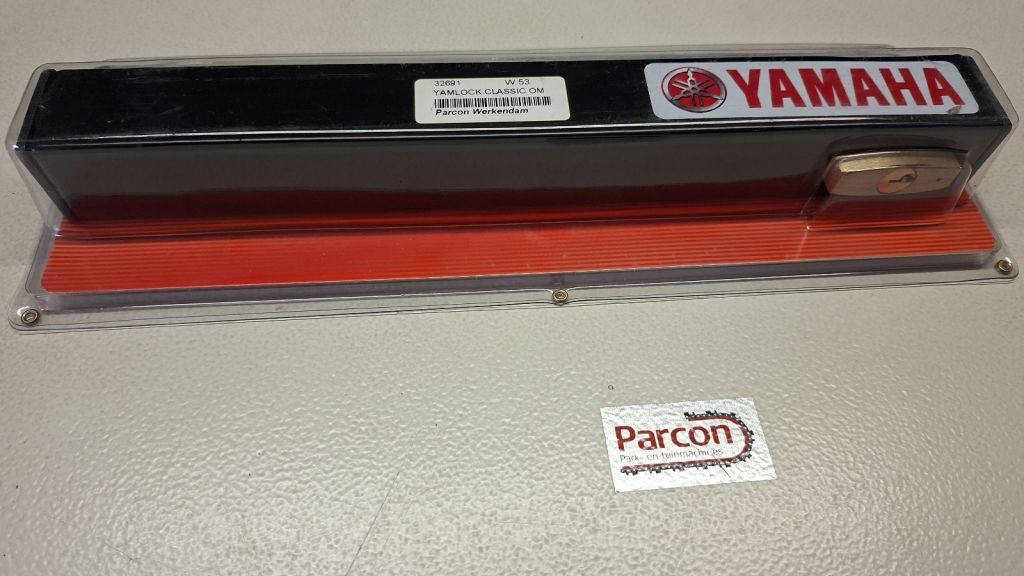 32691 W 53
YAMLOCK CLASSIC OM
Parcon Werkendam
YAMAHA
Parcon
Park- en tuinmachines